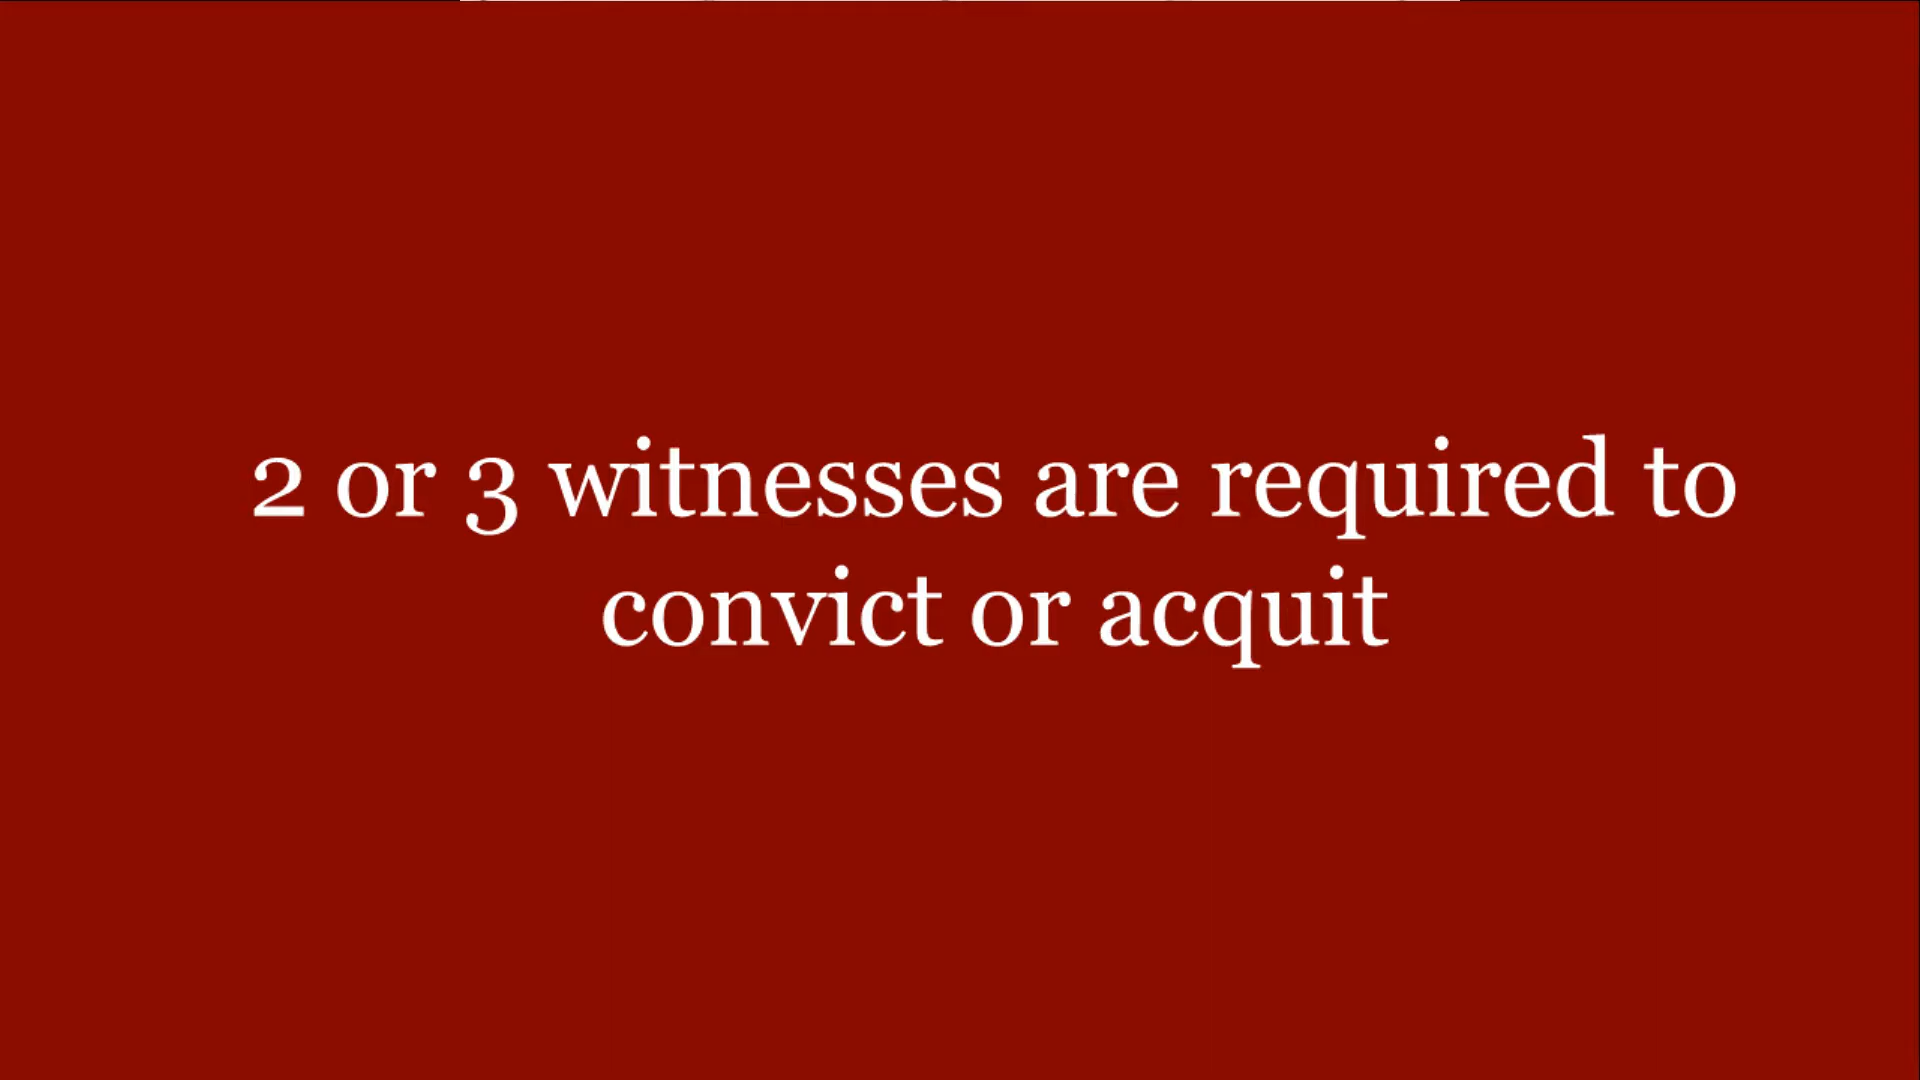 2 or 3 witnesses are required to
convict or acquit